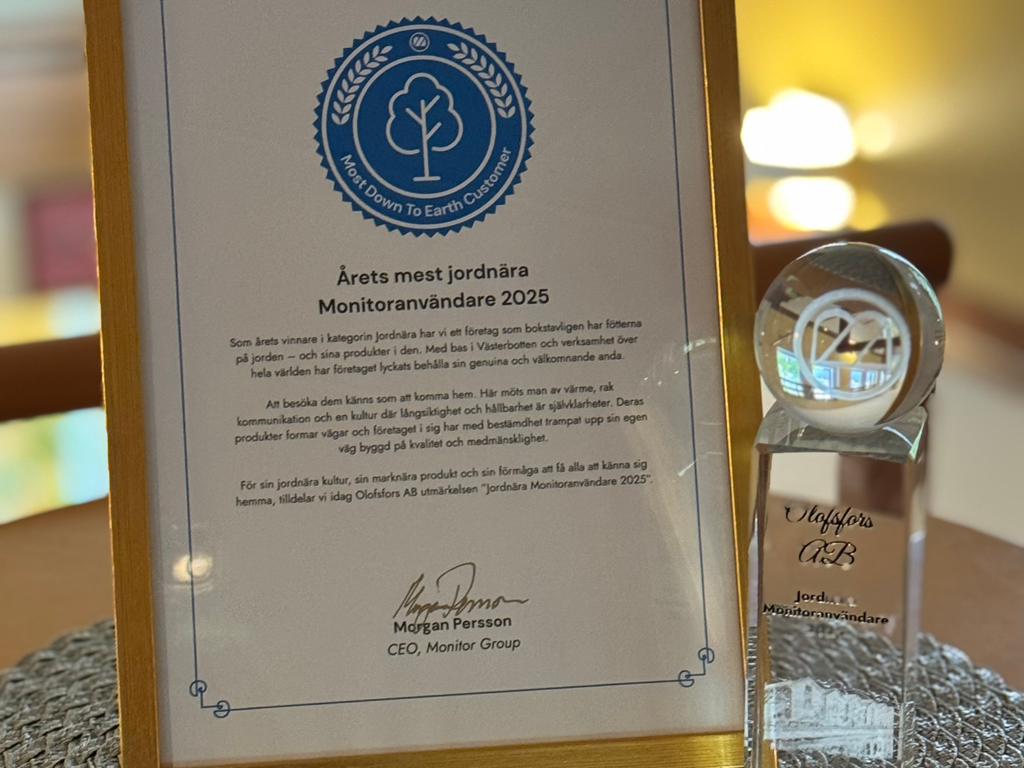 Most Down To Earth Customer
Årets mest jordnära
Monitoranvändare 2025
Som årets vinnare i kategorin Jordnära har vi ett företag som bokstavligen har fötterna
på jorden – och sina produkter i den. Med bas i Västerbotten och verksamhet över
hela världen har företaget lyckats behålla sin genuina och välkomnande anda.
Att besöka dem känns som att komma hem. Här möts man av värme, rak
kommunikation och en kultur där långsiktighet och hållbarhet är självklarheter. Deras
produkter formar vägar och företaget i sig har med bestämdhet trampat upp sin egen
väg byggd på kvalitet och medmänsklighet.
För sin jordnära kultur, sin marknära produkt och sin förmåga att få alla att känna sig
hemma, tilldelar vi idag Olofsfors AB utmärkelsen "Jordnära Monitoranvändare 2025".
Morgan Persson
CEO, Monitor Group
Olofsfors
AB
Monitoranvändare